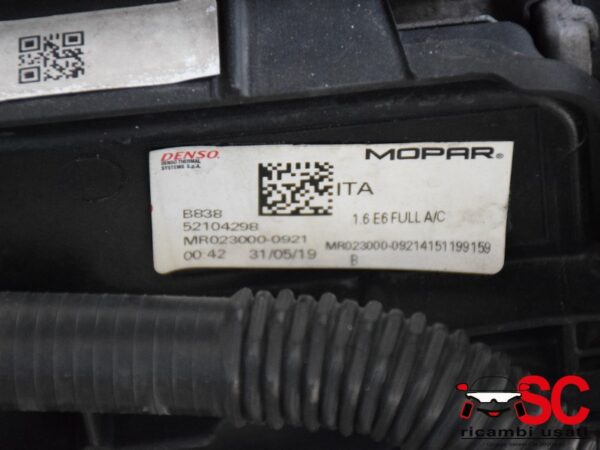 DENSO
DENSO THERMAL
SYSTEMS S.p.A.
MOPAR®
ITA
B838
1.6 E6 FULL A/C
52104298
MR023000-0921
MR023000-09214151199159
00:42 31/05/19
B
SC
ricambi usati